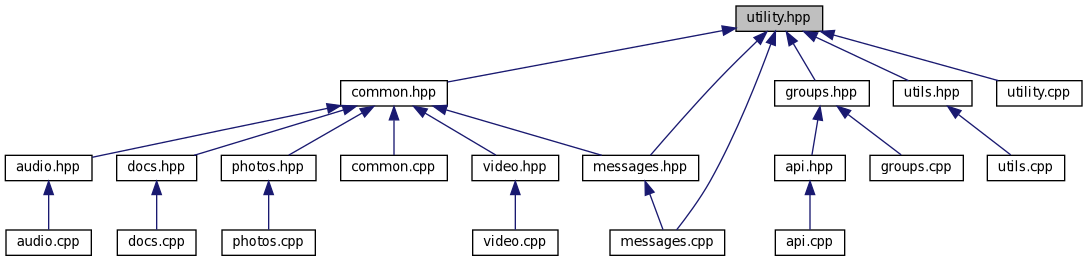 utility.hpp
common.hpp
groups.hpp
utils.hpp
utility.cpp
audio.hpp
docs.hpp
photos.hpp
common.cpp
video.hpp
messages.hpp
api.hpp
groups.cpp
utils.cpp
audio.cpp
docs.cpp
photos.cpp
video.cpp
messages.cpp
api.cpp